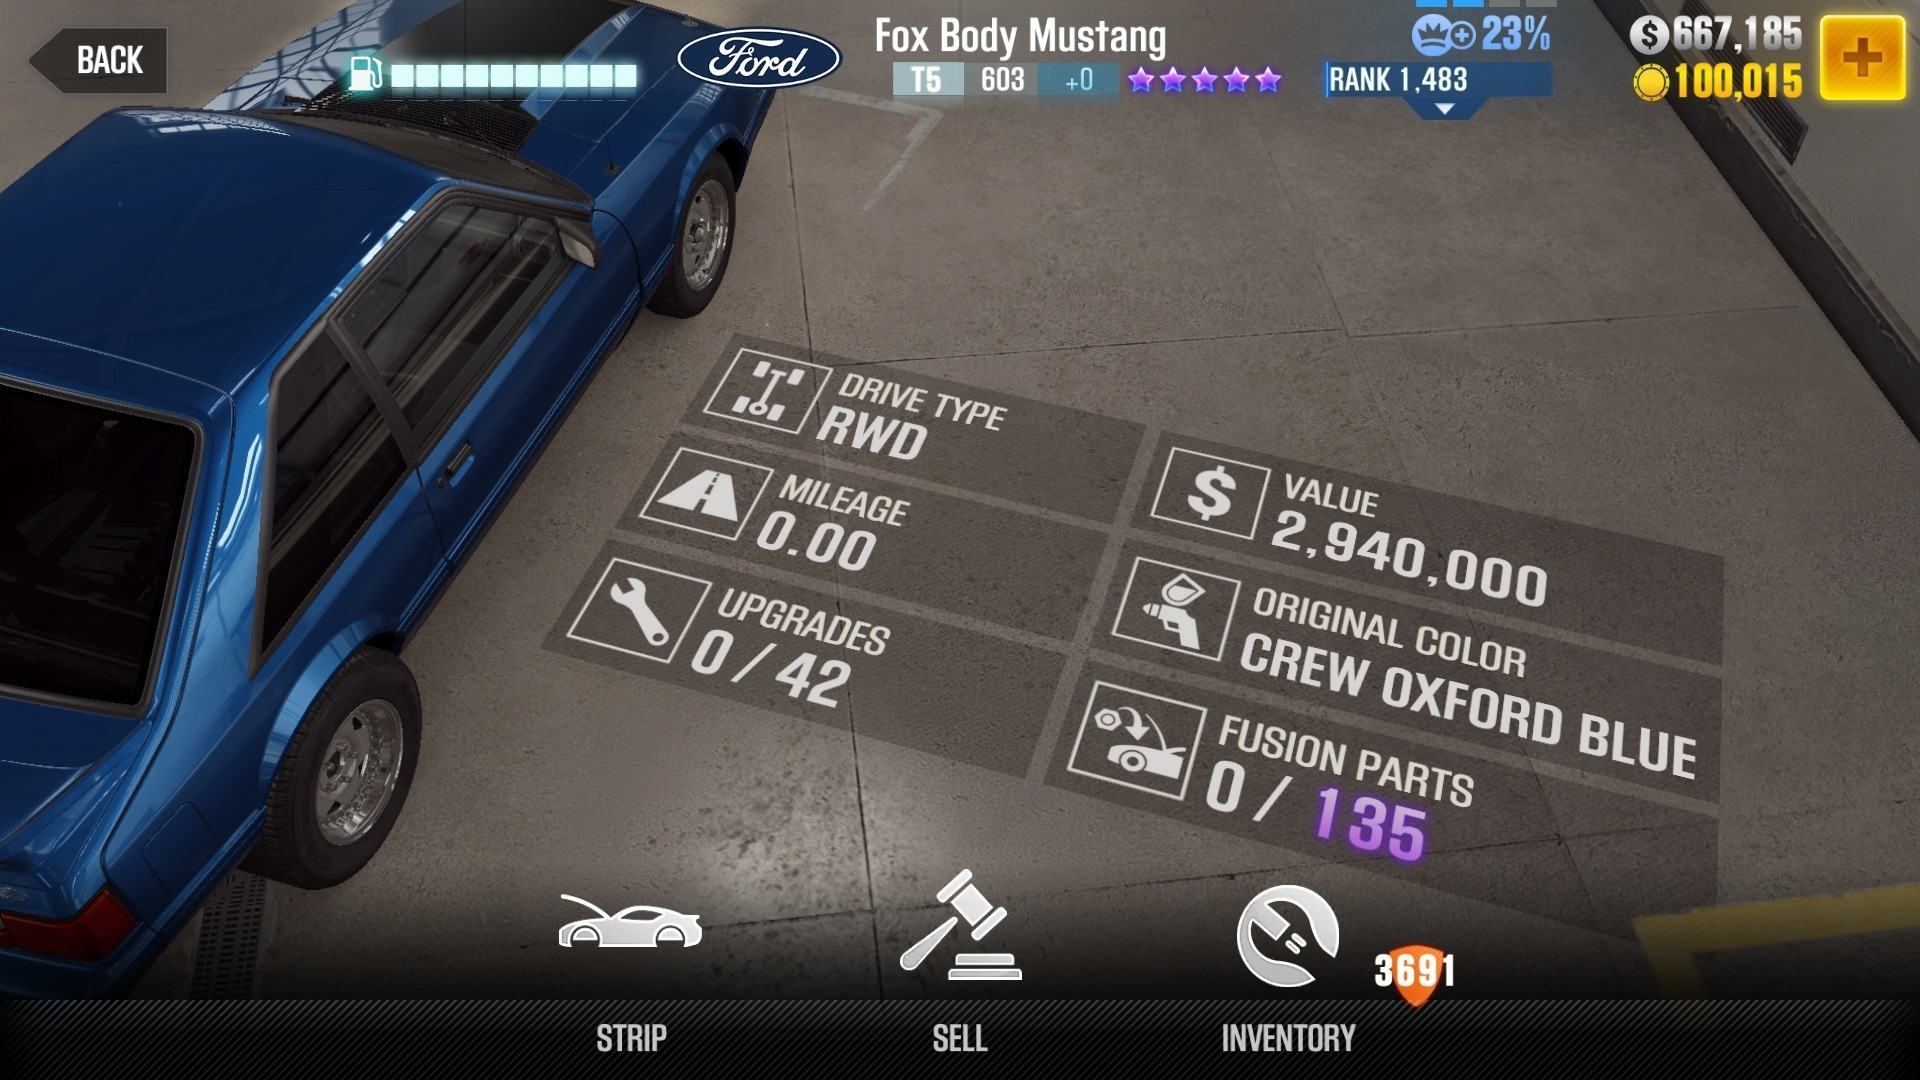 BACK
Ford
Fox Body Mustang
T5 603 +0
23%
RANK 1,483
667,185
100,015
DRIVE TYPE
RWD
MILEAGE
0.00
UPGRADES
0/42
VALUE
2,940,000
ORIGINAL COLOR
CREW OXFORD BLUE
FUSION PARTS
0/ 135
3691
STRIP
SELL
INVENTORY